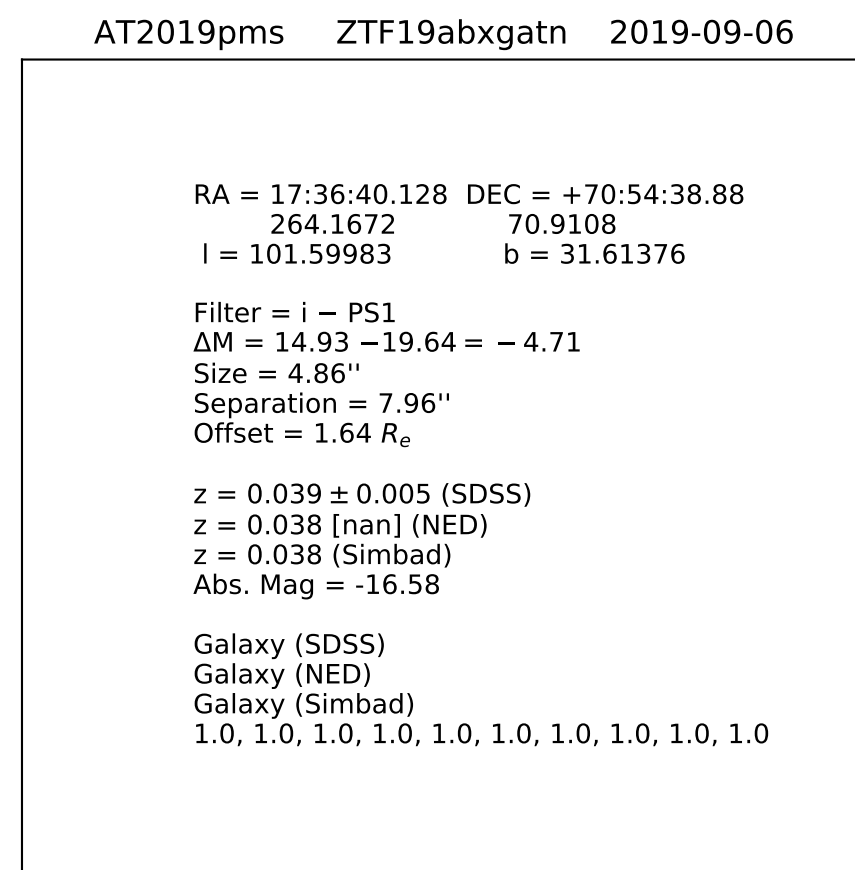 AT2019pms ZTF19abxgatn 2019-09-06
RA = 17:36:40.128 DEC = +70:54:38.88
264.1672 70.9108
l = 101.59983 b = 31.61376
Filter = i − PS1
ΔM = 14.93 −19.64 = − 4.71
Size = 4.86''
Separation = 7.96''
Offset = 1.64 Rₑ
z = 0.039 ± 0.005 (SDSS)
z = 0.038 [nan] (NED)
z = 0.038 (Simbad)
Abs. Mag = -16.58
Galaxy (SDSS)
Galaxy (NED)
Galaxy (Simbad)
1.0, 1.0, 1.0, 1.0, 1.0, 1.0, 1.0, 1.0, 1.0, 1.0